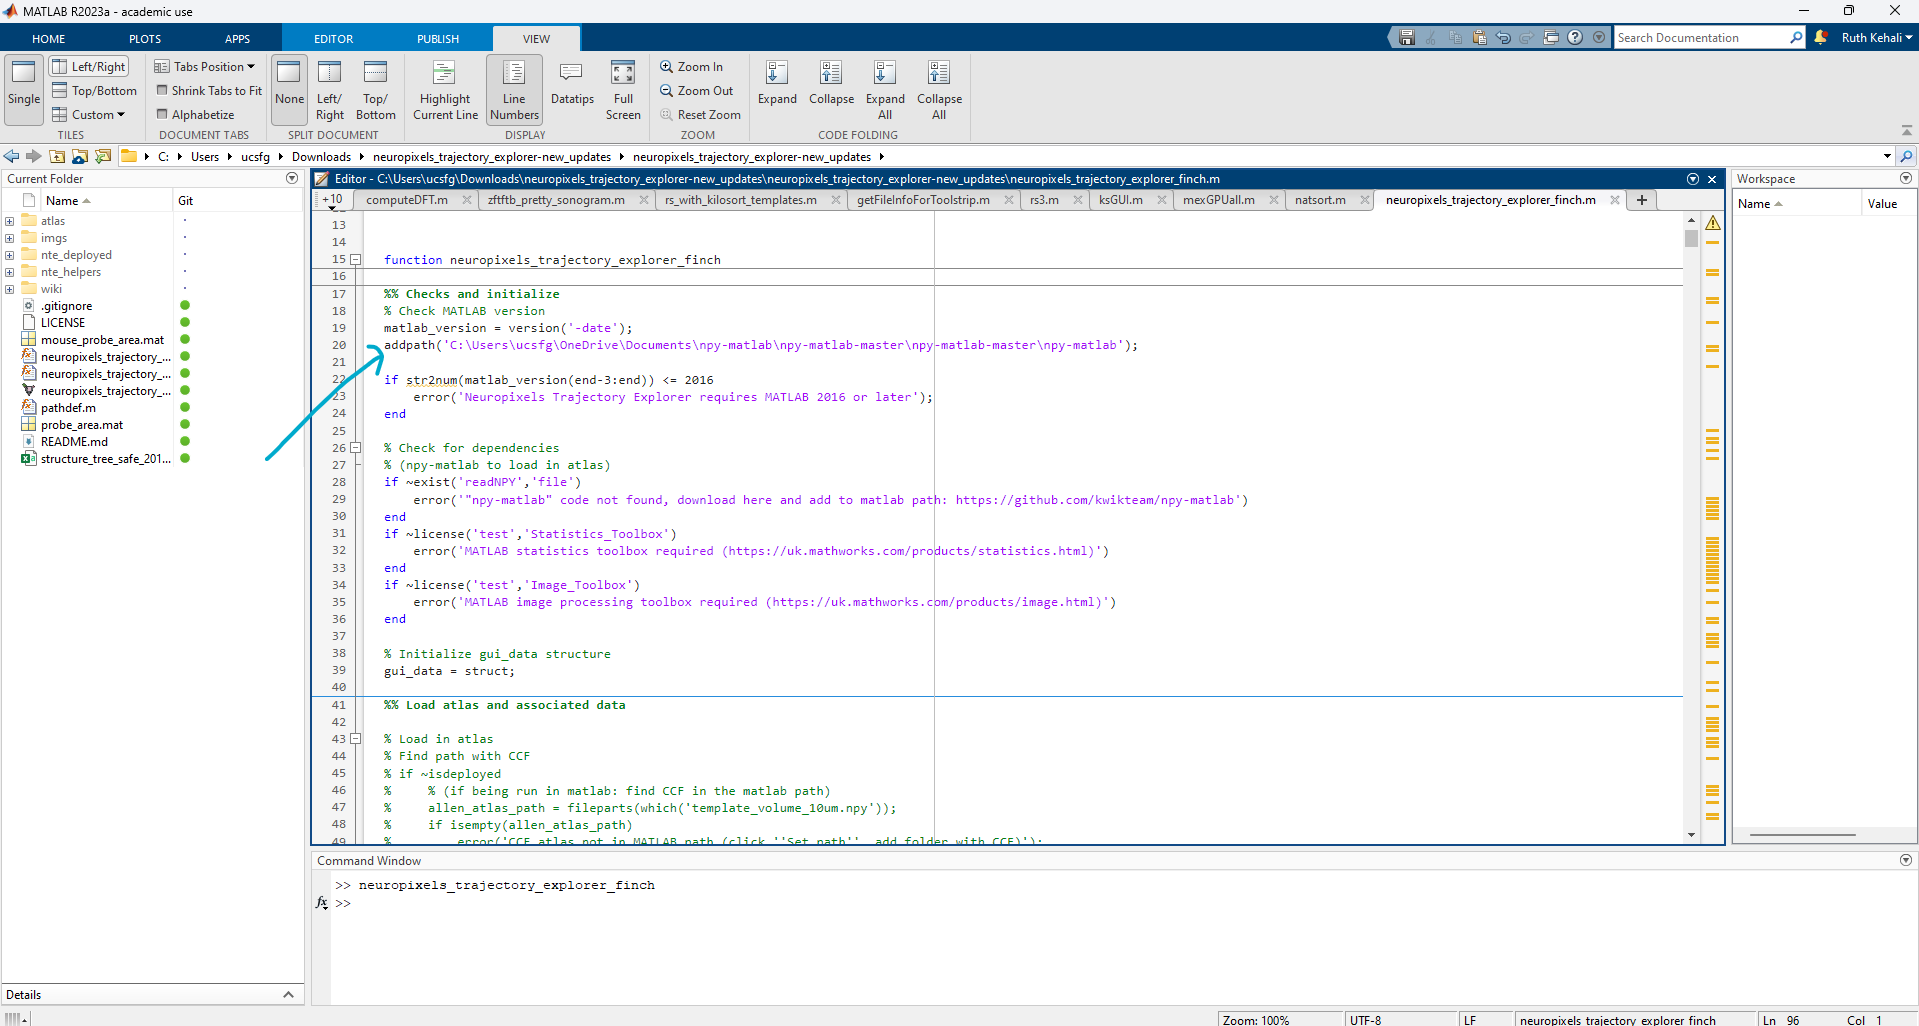 MATLAB R2023a - academic use
HOME PLOTS APPS EDITOR PUBLISH VIEW Search Documentation Ruth Kehali
Single
Left/Right
Top/Bottom
Custom
TILES
Tabs Position
Shrink Tabs to Fit
Alphabetize
DOCUMENT TABS
None
Left/
Right
Top/
Bottom
SPLIT DOCUMENT
Highlight
Current Line
Line
Numbers
Datatips
Full
Screen
DISPLAY
Zoom In
Zoom Out
Reset Zoom
ZOOM
Expand
Collapse
Expand
All
Collapse
All
CODE FOLDING
C: Users ucsfg Downloads neuropixels_trajectory_explorer-new_updates neuropixels_trajectory_explorer-new_updates
Current Folder
Name Git
atlas
imgs
nte_deployed
nte_helpers
wiki
.gitignore
LICENSE
mouse_probe_area.mat
neuropixels_trajectory_...
neuropixels_trajectory_...
neuropixels_trajectory_...
pathdef.m
probe_area.mat
README.md
structure_tree_safe_201...
Details
Editor - C:\Users\ucsfg\Downloads\neuropixels_trajectory_explorer-new_updates\neuropixels_trajectory_explorer-new_updates\neuropixels_trajectory_explorer_finch.m
+10 computeDFT.m zftftb_pretty_sonogram.m rs_with_kilosort_templates.m getFileInfoForToolstrip.m rs3.m ksGUI.m mexGPUall.m natsort.m neuropixels_trajectory_explorer_finch.m +
13
14
15 function neuropixels_trajectory_explorer_finch
16
17 %% Checks and initialize
18 % Check MATLAB version
19 matlab_version = version('-date');
20 addpath('C:\Users\ucsfg\OneDrive\Documents\npy-matlab\npy-matlab-master\npy-matlab-master\npy-matlab');
21
22 if str2num(matlab_version(end-3:end)) <= 2016
23 error('Neuropixels Trajectory Explorer requires MATLAB 2016 or later');
24 end
25
26 % Check for dependencies
27 % (npy-matlab to load in atlas)
28 if ~exist('readNPY','file')
29 error('"npy-matlab" code not found, download here and add to matlab path: https://github.com/kwikteam/npy-matlab')
30 end
31 if ~license('test','Statistics_Toolbox')
32 error('MATLAB statistics toolbox required (https://uk.mathworks.com/products/statistics.html)')
33 end
34 if ~license('test','Image_Toolbox')
35 error('MATLAB image processing toolbox required (https://uk.mathworks.com/products/image.html)')
36 end
37
38 % Initialize gui_data structure
39 gui_data = struct;
40
41 %% Load atlas and associated data
42
43 % Load in atlas
44 % Find path with CCF
45 % if ~isdeployed
46 % % (if being run in matlab: find CCF in the matlab path)
47 % allen_atlas_path = fileparts(which('template_volume_10um.npy'));
48 % if isempty(allen_atlas_path)
49 % error('CCF atlas not in MATLAB path (click ''Set path'', add folder with CCF)');
Workspace
Name Value
Command Window
>> neuropixels_trajectory_explorer_finch
fx >>
Zoom: 100% UTF-8 LF neuropixels_trajectory_explorer_finch Ln 96 Col 1